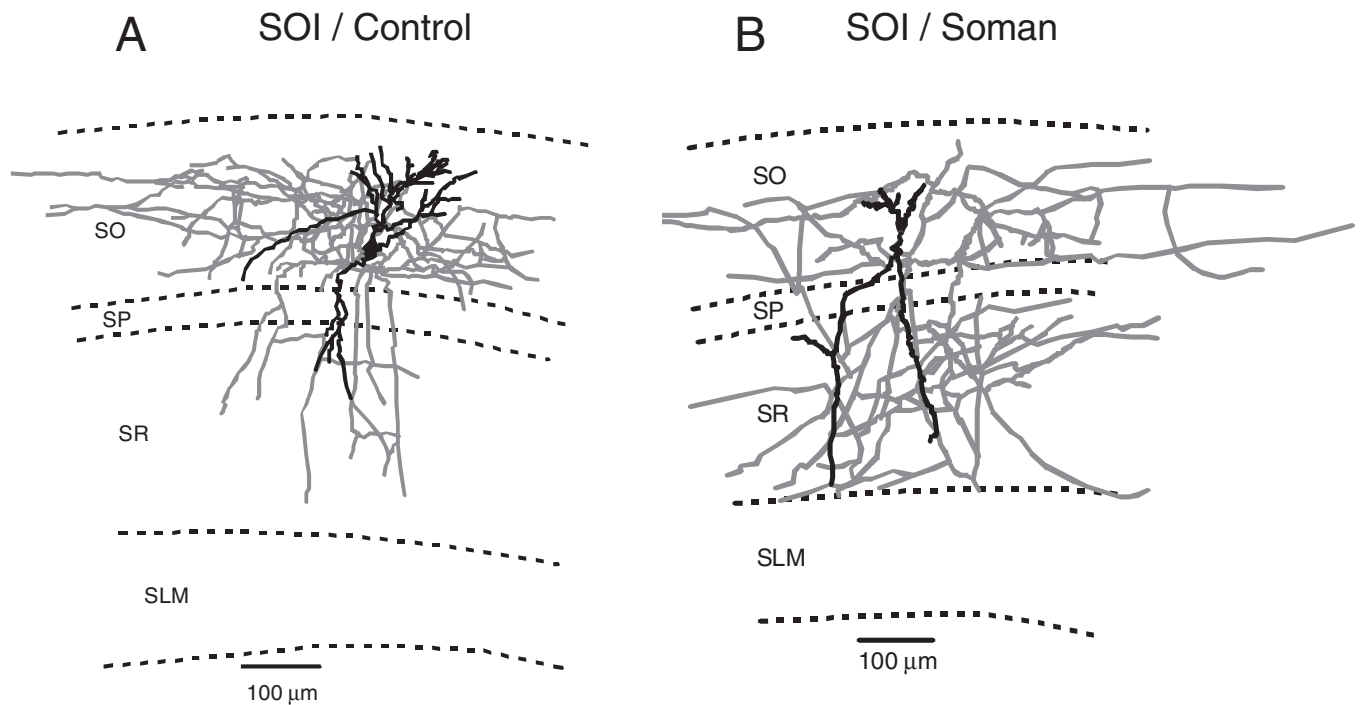 A
SOI / Control
SO
SP
SR
SLM
100 μm
B
SOI / Soman
SO
SP
SR
SLM
100 μm